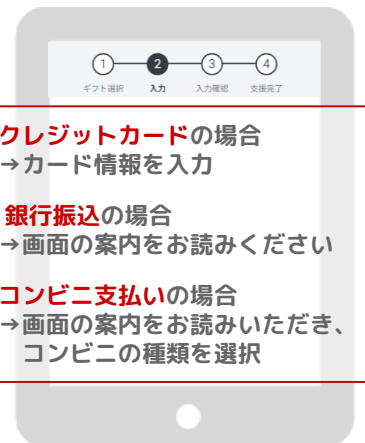 1 2 3 4
ギフト選択 入力 入力確認 支援完了
クレジットカードの場合
→カード情報を入力
銀行振込の場合
→画面の案内をお読みください
コンビニ支払いの場合
→画面の案内をお読みいただき、
コンビニの種類を選択